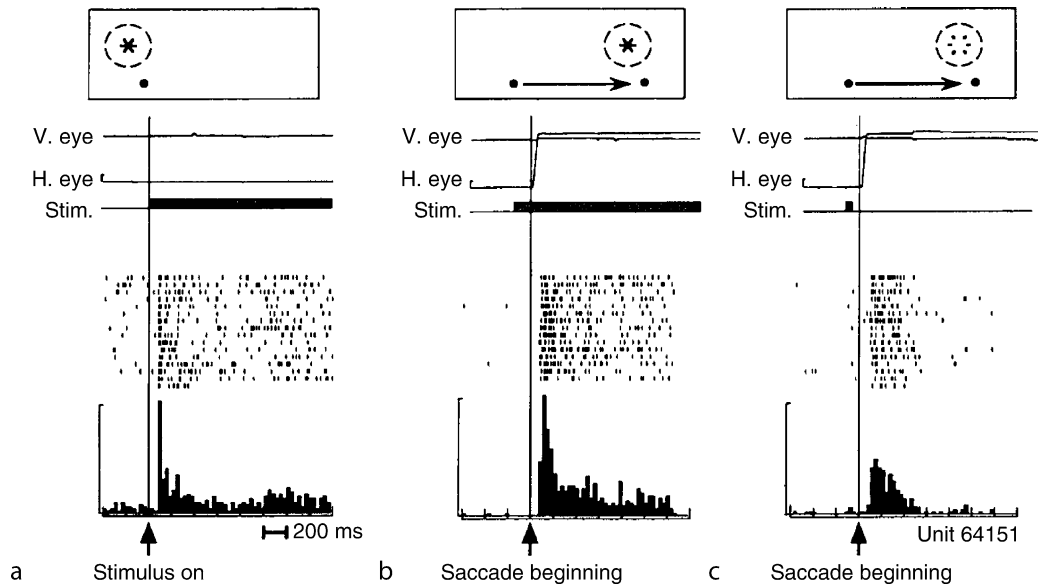 V. eye
H. eye
Stim.
200 ms
a
Stimulus on
V. eye
H. eye
Stim.
b
Saccade beginning
V. eye
H. eye
Stim.
Unit 64151
c
Saccade beginning